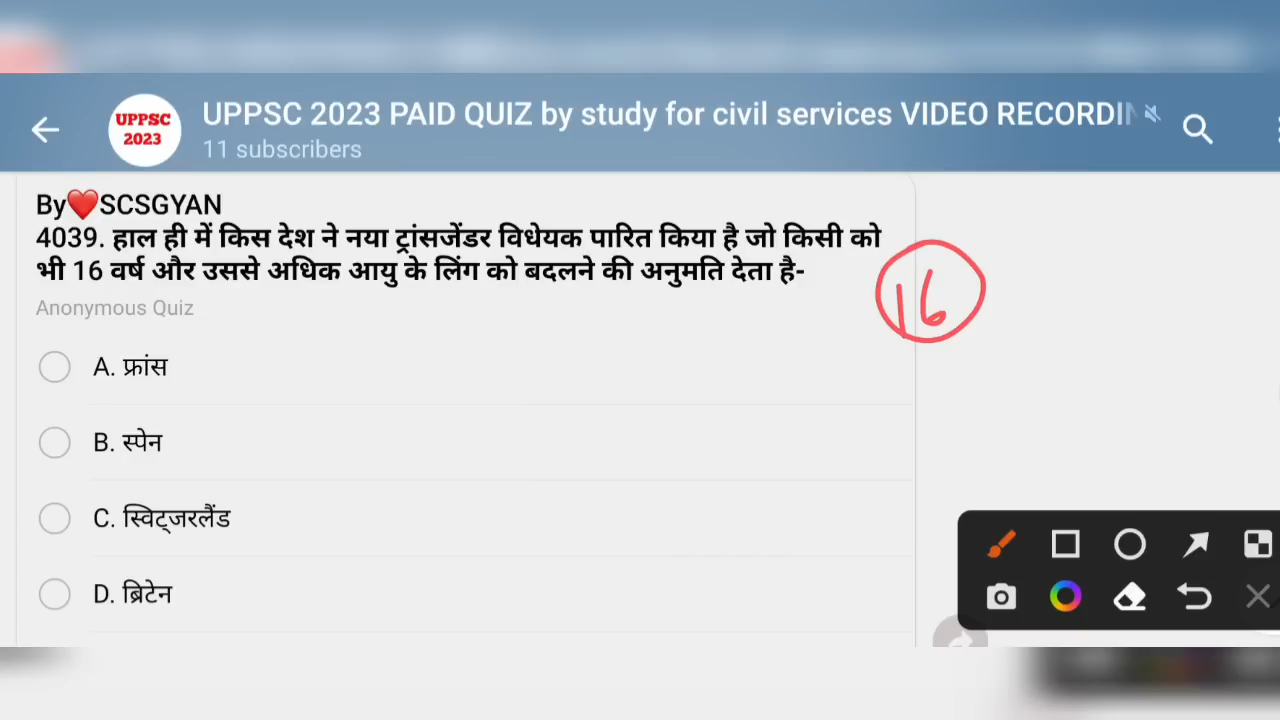 UPPSC 2023 PAID QUIZ by study for civil services VIDEO RECORDI
UPPSC
2023
11 subscribers
By❤️SCSGYAN
4039. हाल ही में किस देश ने नया ट्रांसजेंडर विधेयक पारित किया है जो किसी को
भी 16 वर्ष और उससे अधिक आयु के लिंग को बदलने की अनुमति देता है-
16
Anonymous Quiz
A. फ्रांस
B. स्पेन
C. स्विट्जरलैंड
D. ब्रिटेन